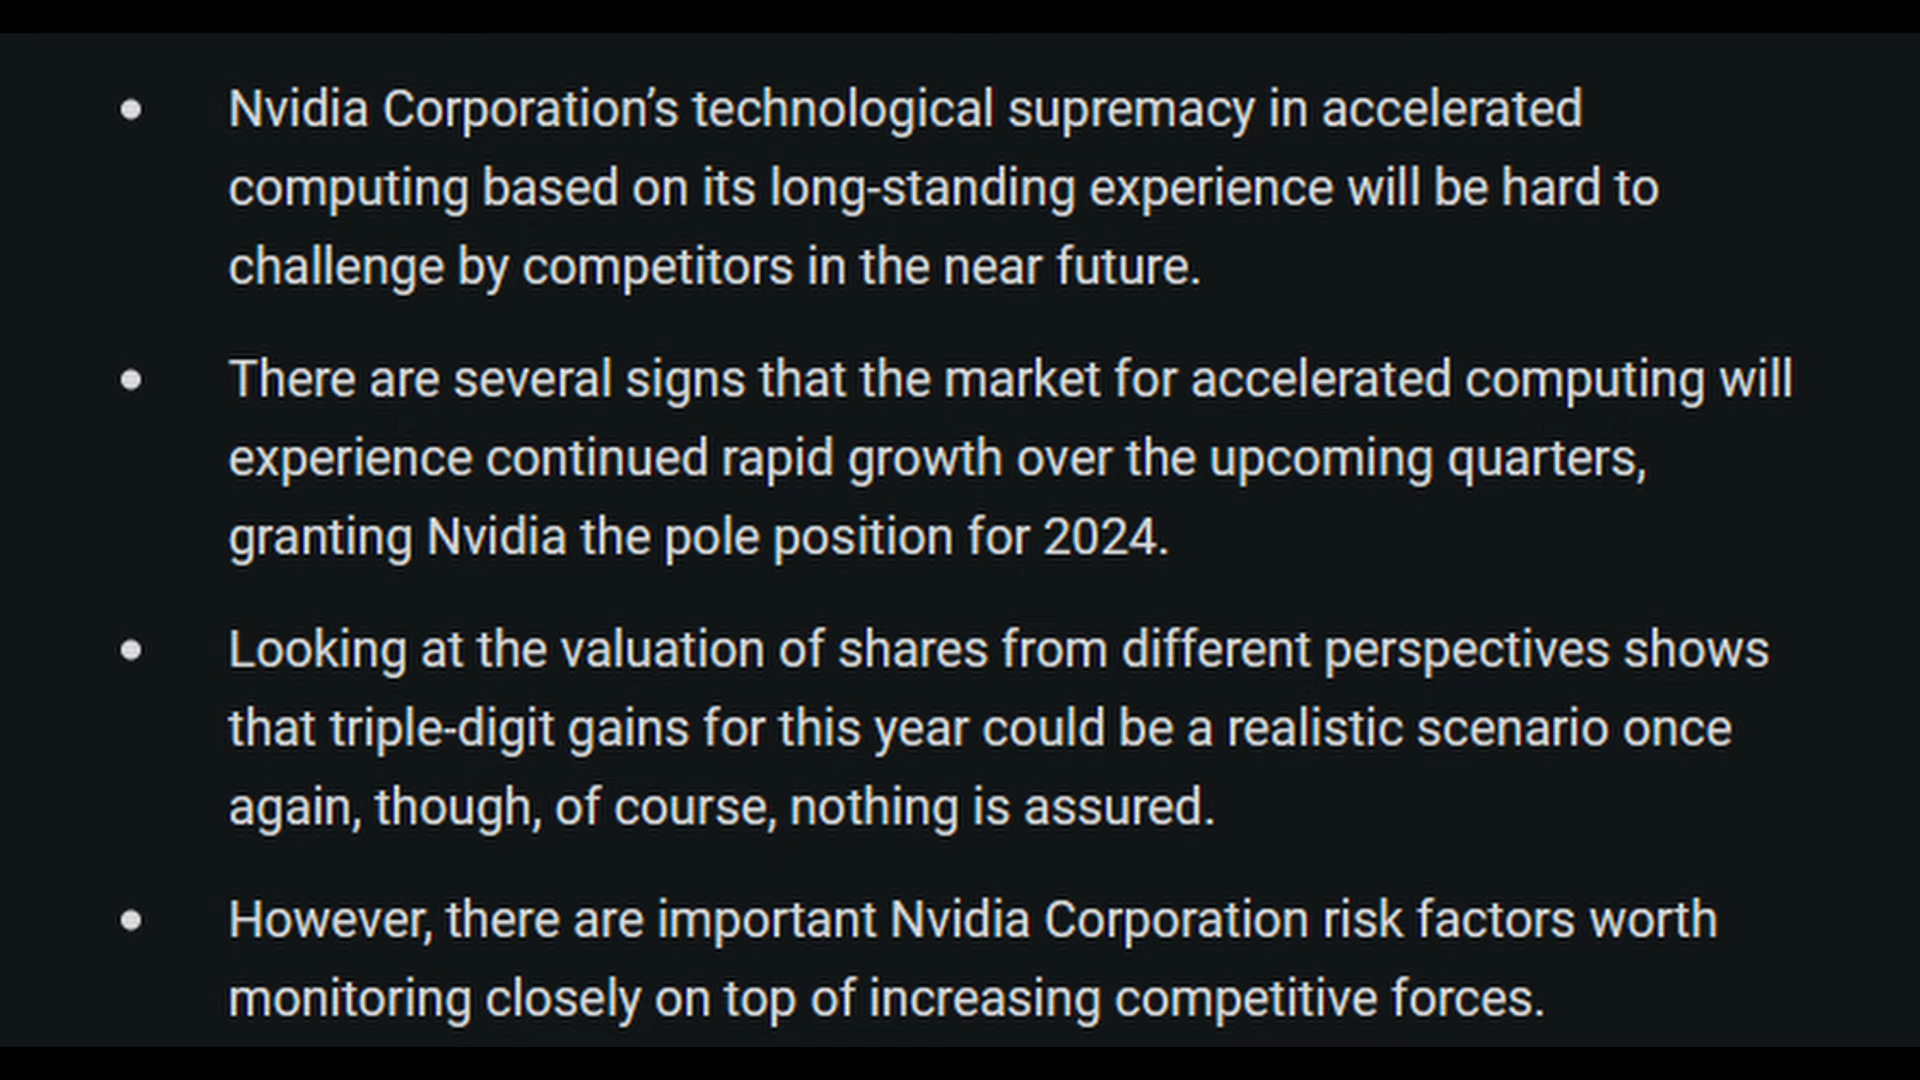 • Nvidia Corporation’s technological supremacy in accelerated
computing based on its long-standing experience will be hard to
challenge by competitors in the near future.
• There are several signs that the market for accelerated computing will
experience continued rapid growth over the upcoming quarters,
granting Nvidia the pole position for 2024.
• Looking at the valuation of shares from different perspectives shows
that triple-digit gains for this year could be a realistic scenario once
again, though, of course, nothing is assured.
• However, there are important Nvidia Corporation risk factors worth
monitoring closely on top of increasing competitive forces.